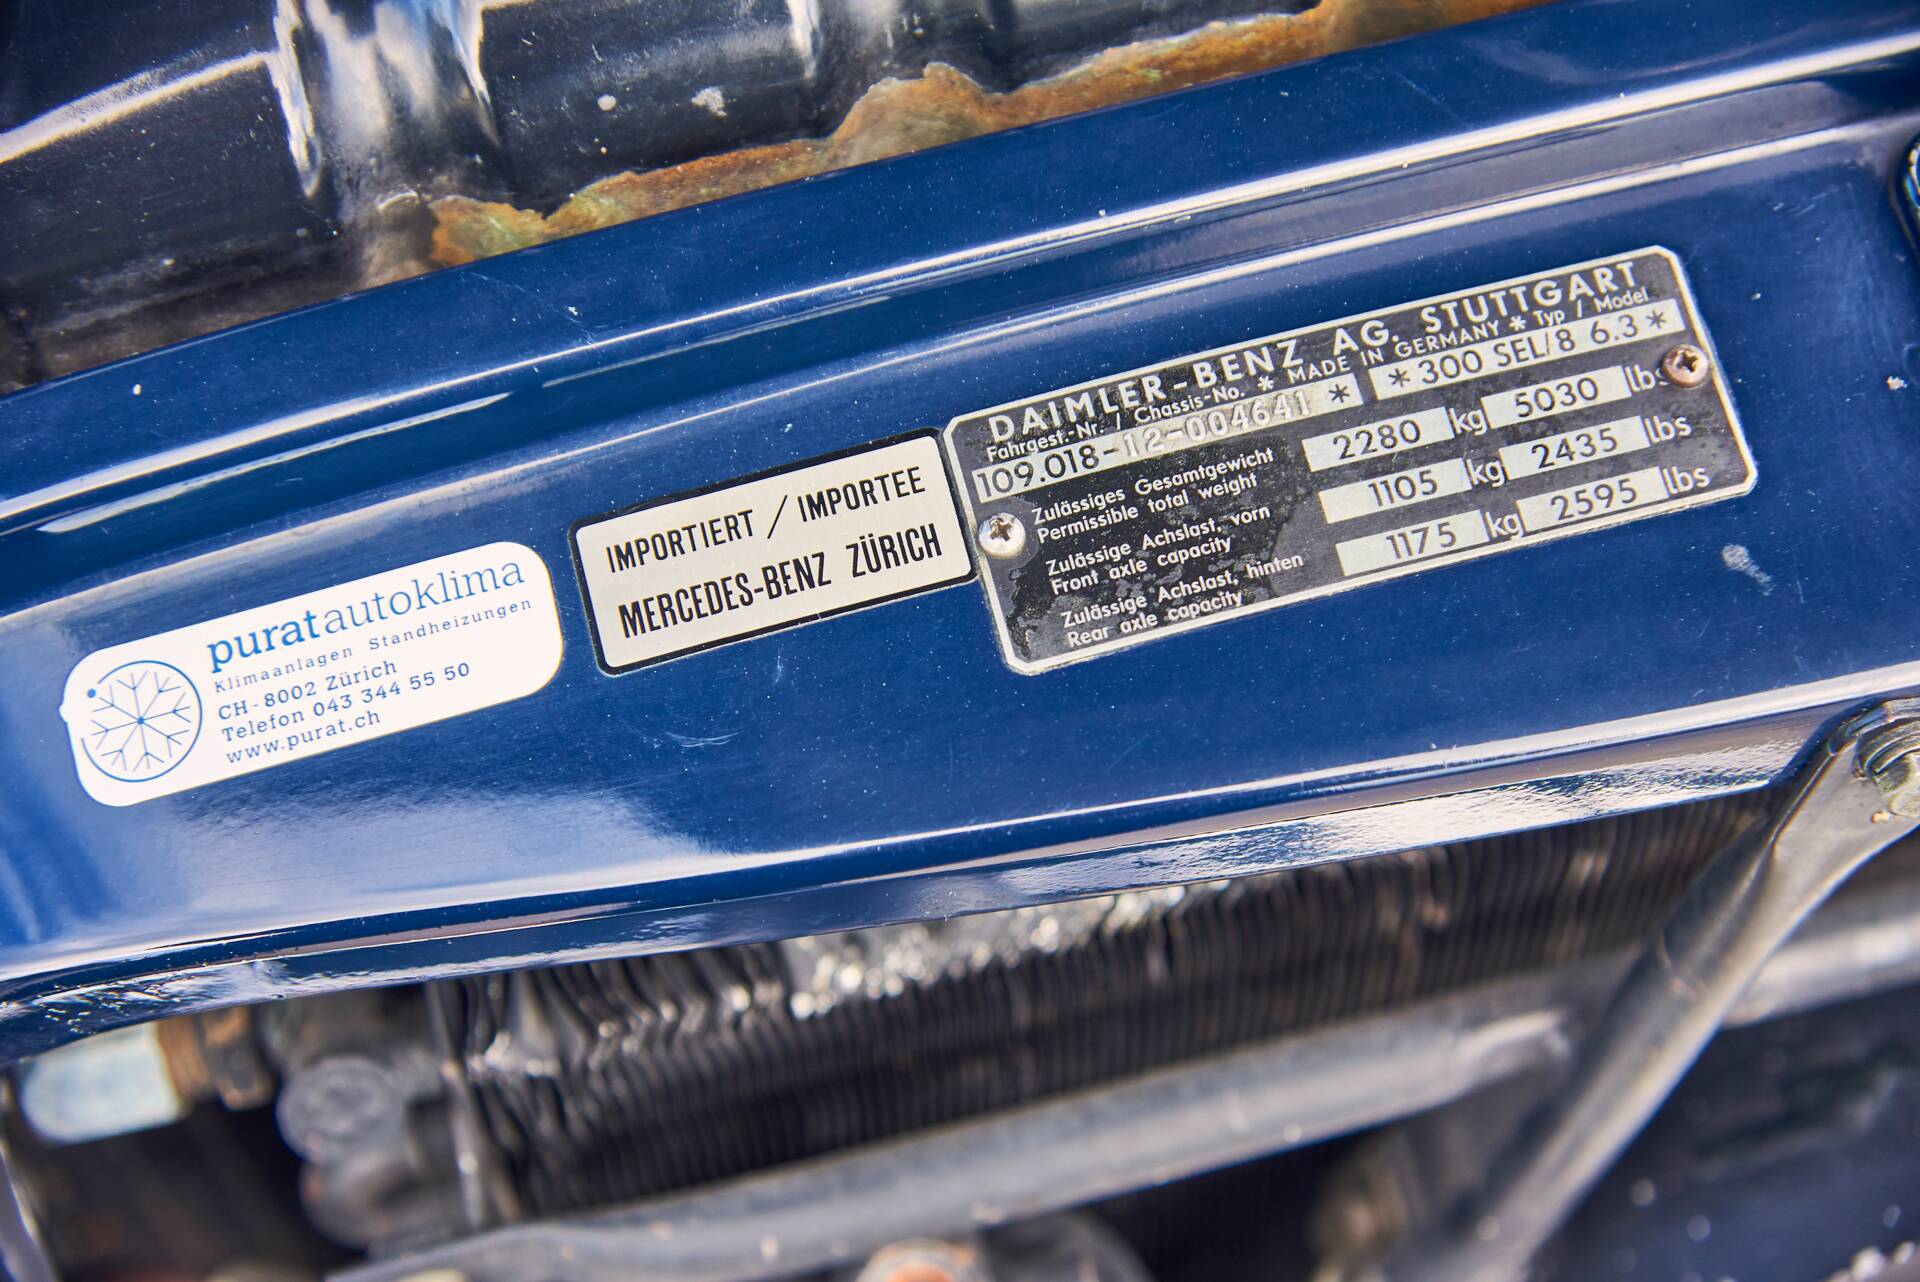 puratautoklima
Klimaanlagen Standheizungen
CH-8002 Zürich
Telefon 043 344 55 50
www.purat.ch
IMPORTIERT / IMPORTEE
MERCEDES-BENZ ZÜRICH
DAIMLER-BENZ AG. STUTTGART
Fahrgest.-Nr. / Chassis-No. * MADE IN GERMANY * Typ / Model
109.018-12-004641 * * 300 SEL/8 6.3 *
Zulässiges Gesamtgewicht
Permissible total weight
2280 kg 5030 lbs
Zulässige Achslast, vorn
Front axle capacity
1105 kg 2435 lbs
Zulässige Achslast, hinten
Rear axle capacity
1175 kg 2595 lbs